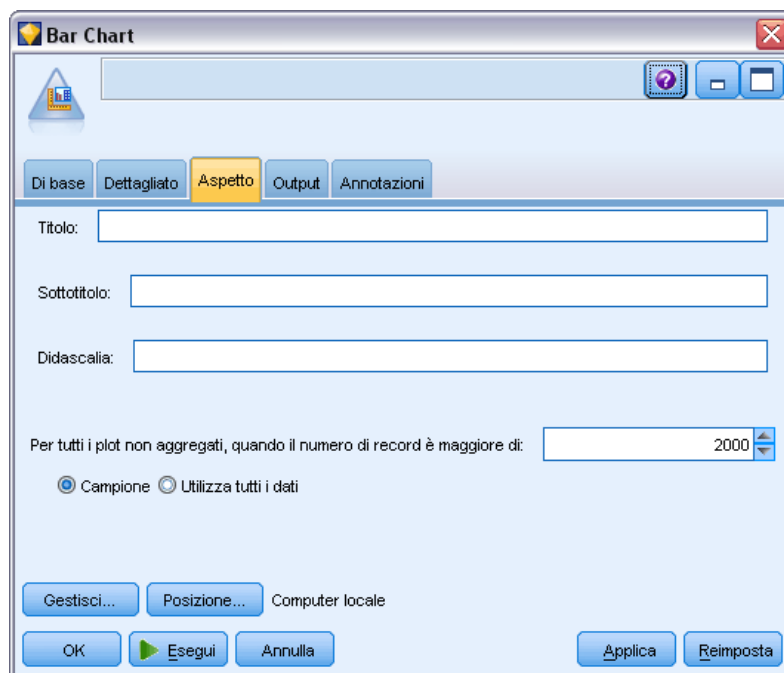 Bar Chart
Di base Dettagliato Aspetto Output Annotazioni
Titolo:
Sottotitolo:
Didascalia:
Per tutti i plot non aggregati, quando il numero di record è maggiore di: 2000
Campione Utilizza tutti i dati
Gestisci... Posizione... Computer locale
OK Esegui Annulla Applica Reimposta